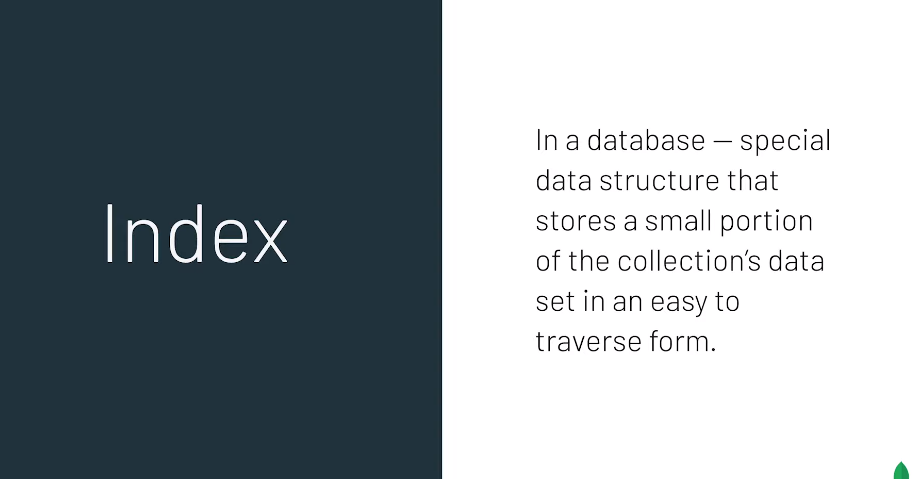 Index
In a database — special
data structure that
stores a small portion
of the collection’s data
set in an easy to
traverse form.